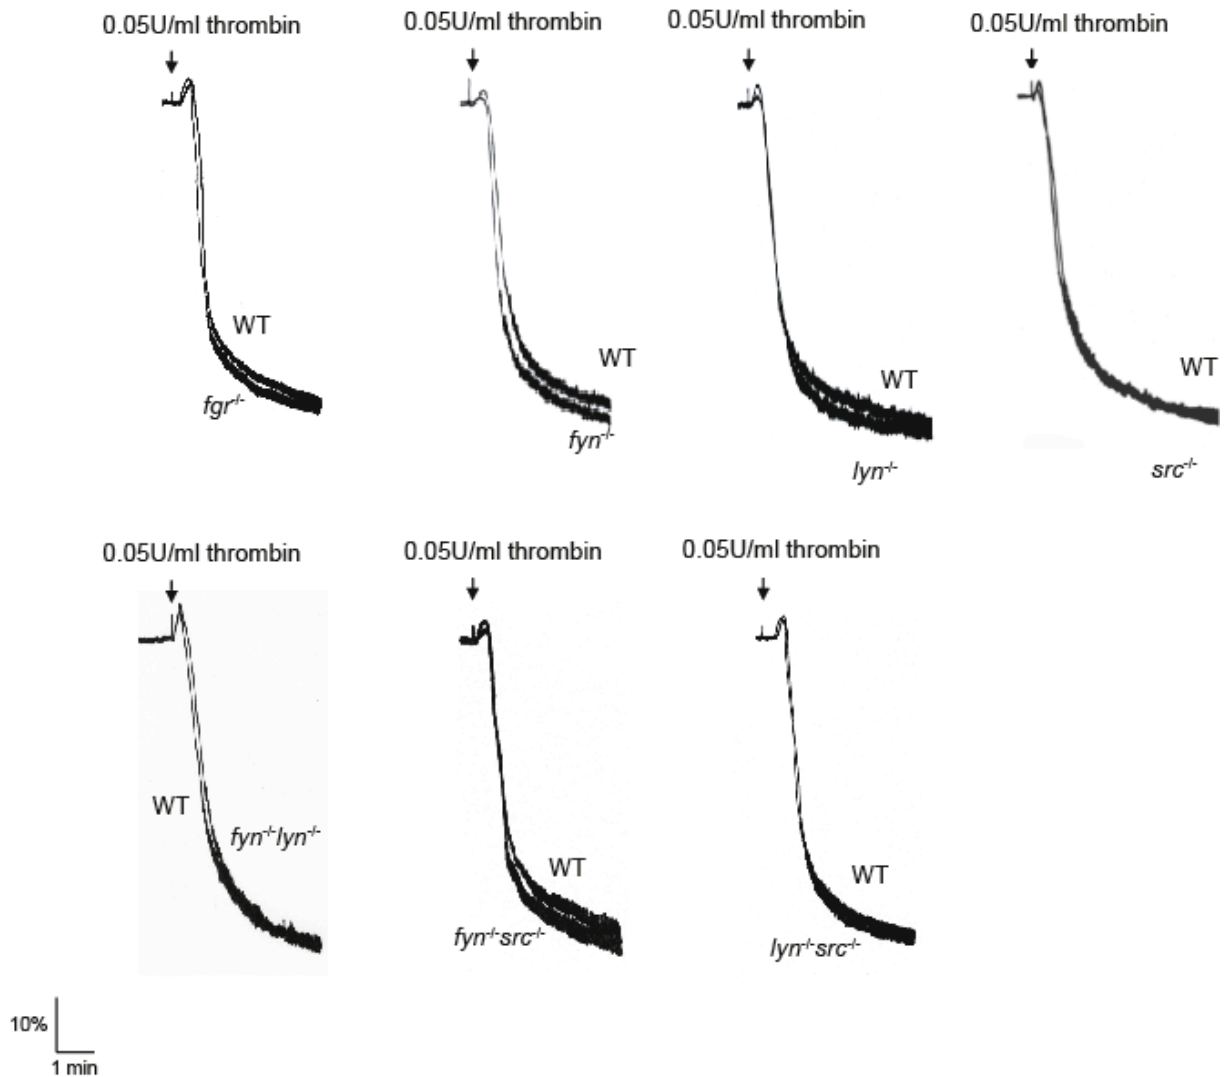 0.05U/ml thrombin
0.05U/ml thrombin
0.05U/ml thrombin
0.05U/ml thrombin
WT
fgr-/-
WT
fyn-/-
WT
lyn-/-
WT
src-/-
0.05U/ml thrombin
0.05U/ml thrombin
0.05U/ml thrombin
WT
fyn-/-lyn-/-
WT
fyn-/-src-/-
WT
lyn-/-src-/-
10%
1 min